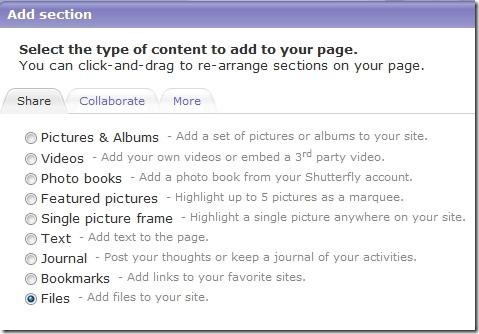 Add section
Select the type of content to add to your page.
You can click-and-drag to re-arrange sections on your page.
Share Collaborate More
Pictures & Albums - Add a set of pictures or albums to your site.
Videos - Add your own videos or embed a 3rd party video.
Photo books - Add a photo book from your Shutterfly account.
Featured pictures - Highlight up to 5 pictures as a marquee.
Single picture frame - Highlight a single picture anywhere on your site.
Text - Add text to the page.
Journal - Post your thoughts or keep a journal of your activities.
Bookmarks - Add links to your favorite sites.
Files - Add files to your site.